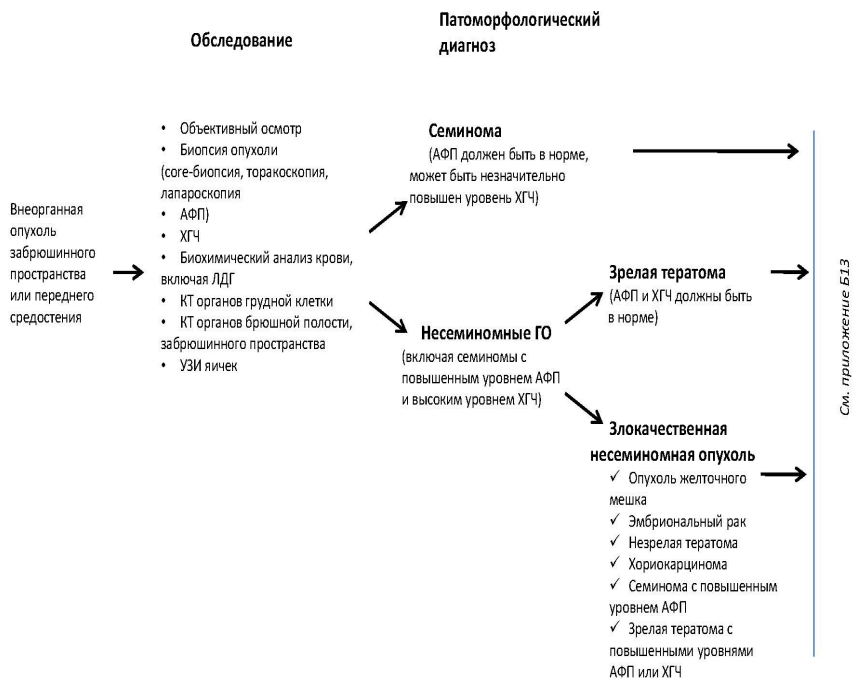 Обследование
Патоморфологический
диагноз
Внеорганная
опухоль
забрюшинного
пространства
или переднего
средостения
• Объективный осмотр
• Биопсия опухоли
(core-биопсия, торакоскопия,
лапароскопия
• АФП)
• ХГЧ
• Биохимический анализ крови,
включая ЛДГ
• КТ органов грудной клетки
• КТ органов брюшной полости,
забрюшинного пространства
• УЗИ яичек
Семинома
(АФП должен быть в норме,
может быть незначительно
повышен уровень ХГЧ)
Несеминомные ГО
(включая семиномы с
повышенным уровнем АФП
и высоким уровнем ХГЧ)
Зрелая тератома
(АФП и ХГЧ должны быть
в норме)
Злокачественная
несеминомная опухоль
✓ Опухоль желточного
мешка
✓ Эмбриональный рак
✓ Незрелая тератома
✓ Хориокарцинома
✓ Семинома с повышенным
уровнем АФП
✓ Зрелая тератома с
повышенными уровнями
АФП или ХГЧ
См. приложение Б13